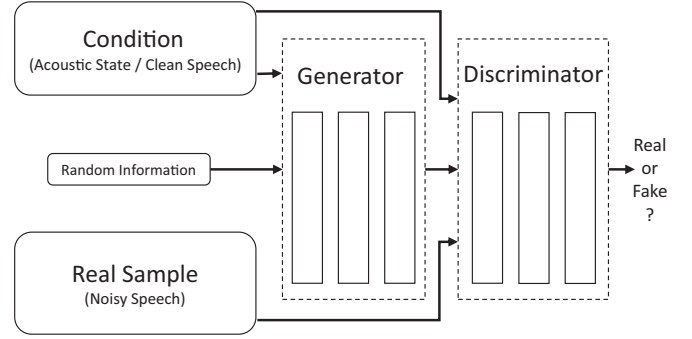 Condition
(Acoustic State / Clean Speech)
Generator
Discriminator
Random Information
Real
or
Fake
?
Real Sample
(Noisy Speech)